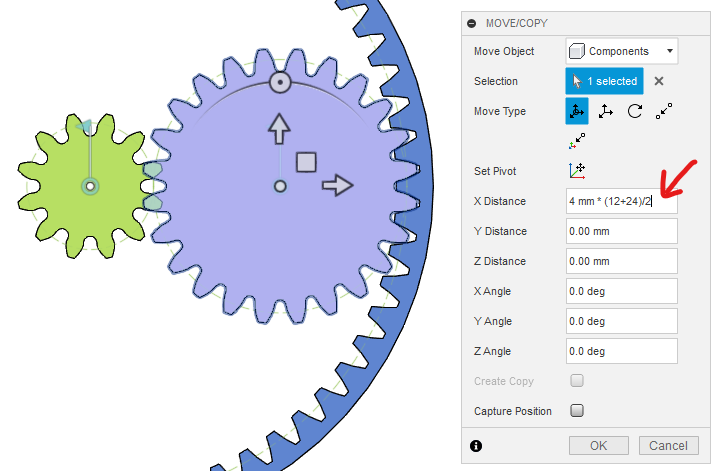 MOVE/COPY
Move Object Components
Selection 1 selected
Move Type
Set Pivot
X Distance 4 mm * (12+24)/2
Y Distance 0.00 mm
Z Distance 0.00 mm
X Angle 0.0 deg
Y Angle 0.0 deg
Z Angle 0.0 deg
Create Copy
Capture Position
OK Cancel